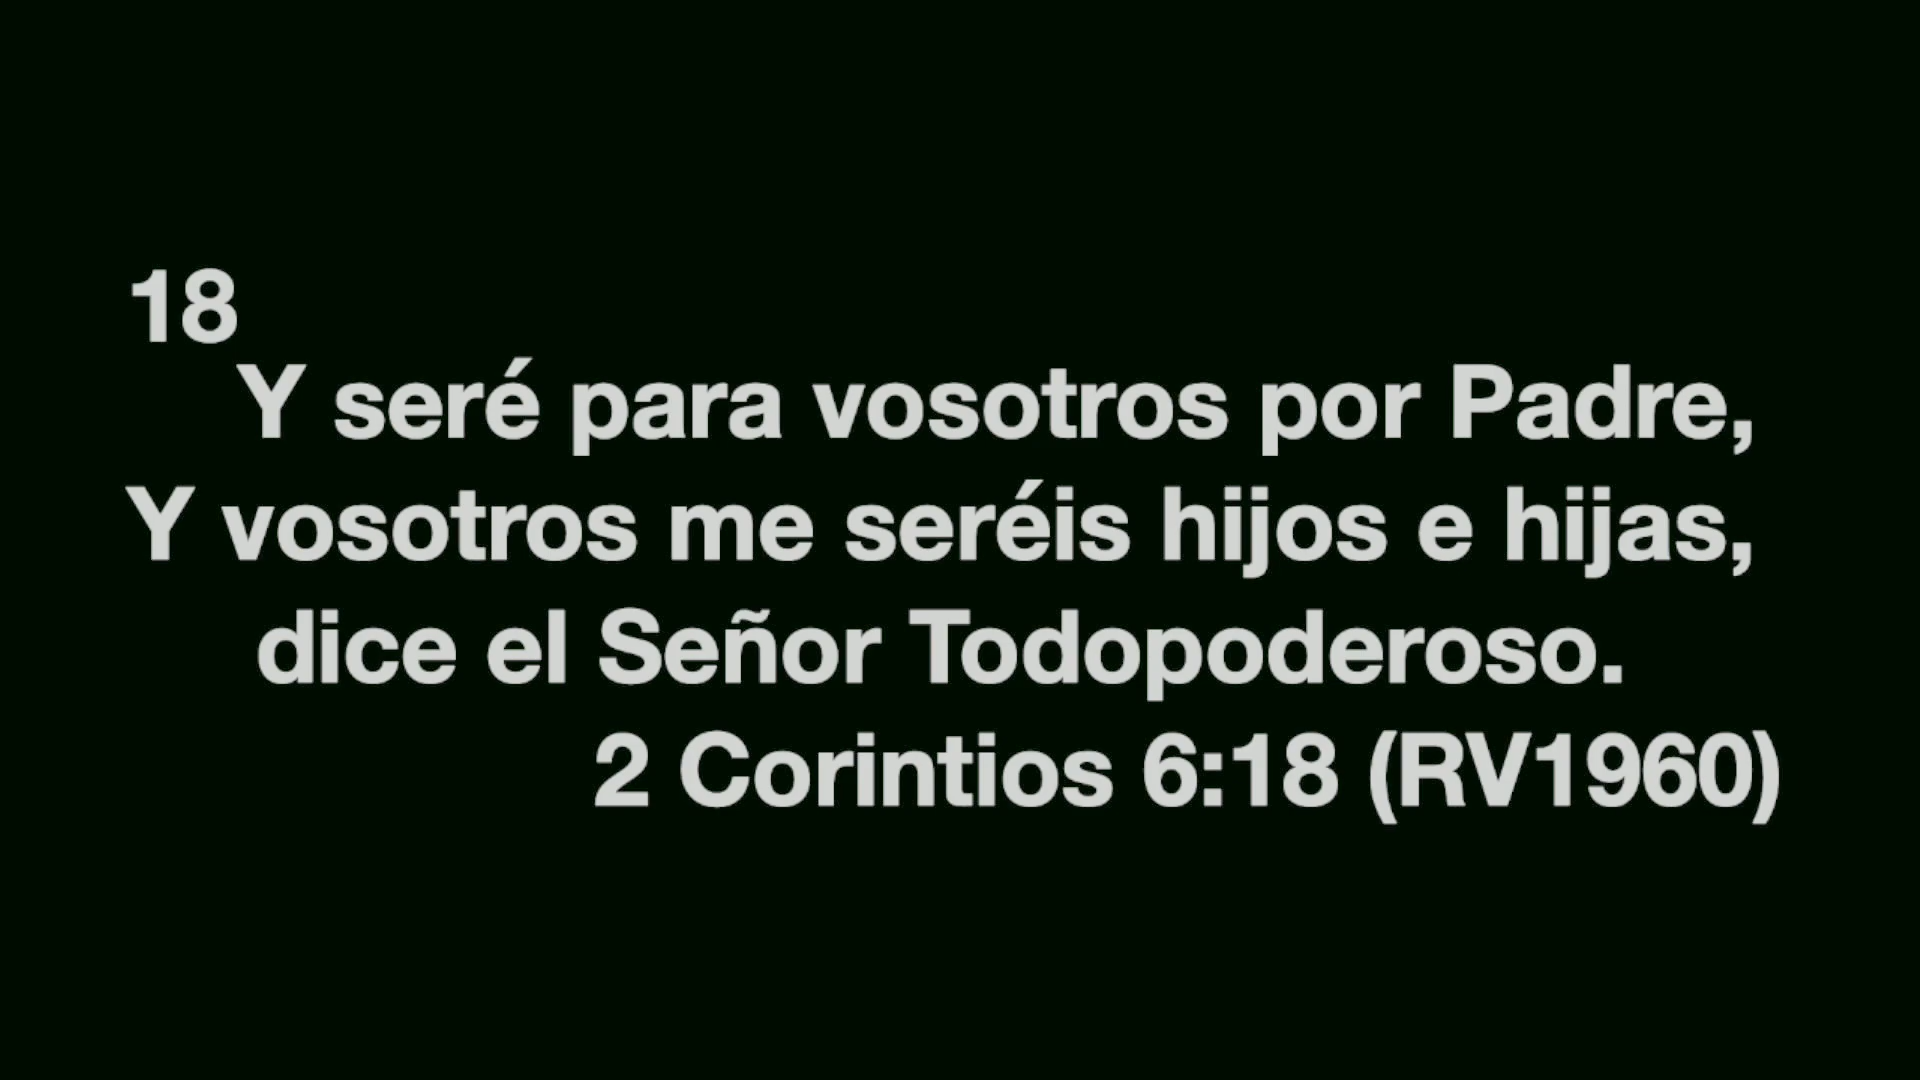 18
Y seré para vosotros por Padre,
Y vosotros me seréis hijos e hijas,
dice el Señor Todopoderoso.
2 Corintios 6:18 (RV1960)